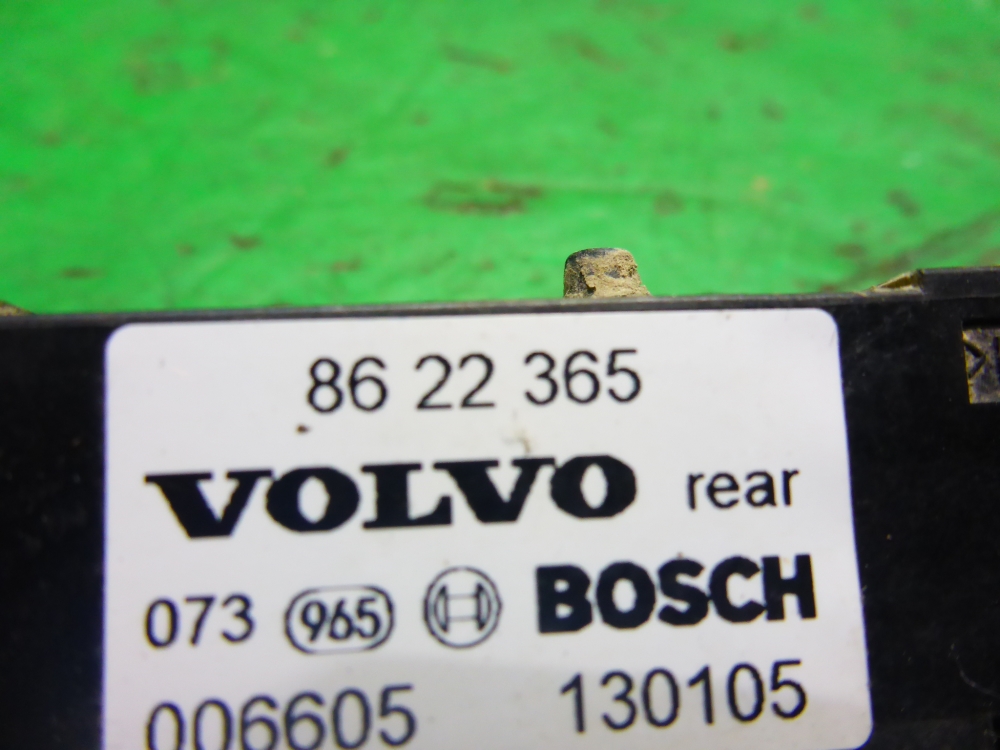 86 22 365
VOLVO rear
073 965 BOSCH
006605 130105